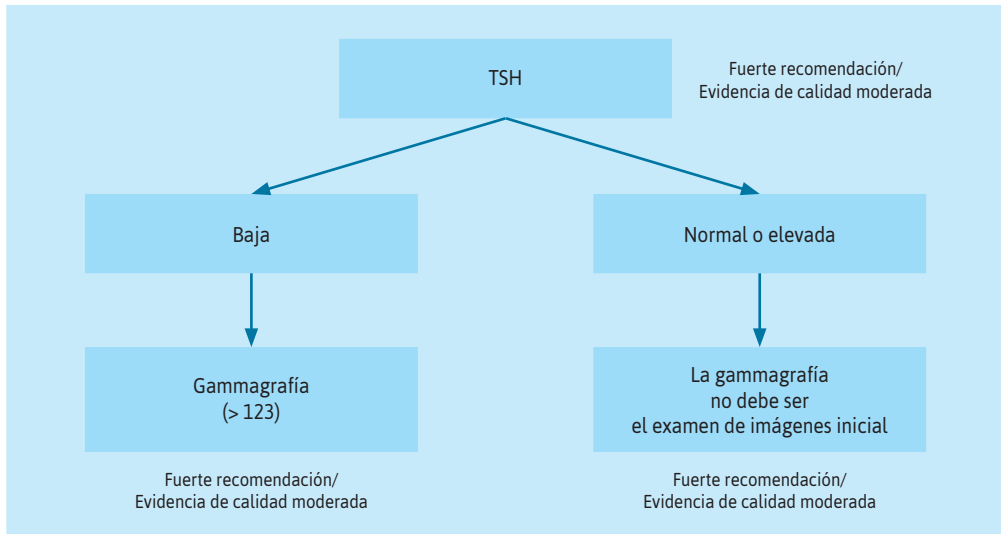 TSH
Fuerte recomendación/
Evidencia de calidad moderada
Baja
Normal o elevada
Gammagrafía
(> 123)
La gammagrafía
no debe ser
el examen de imágenes inicial
Fuerte recomendación/
Evidencia de calidad moderada
Fuerte recomendación/
Evidencia de calidad moderada